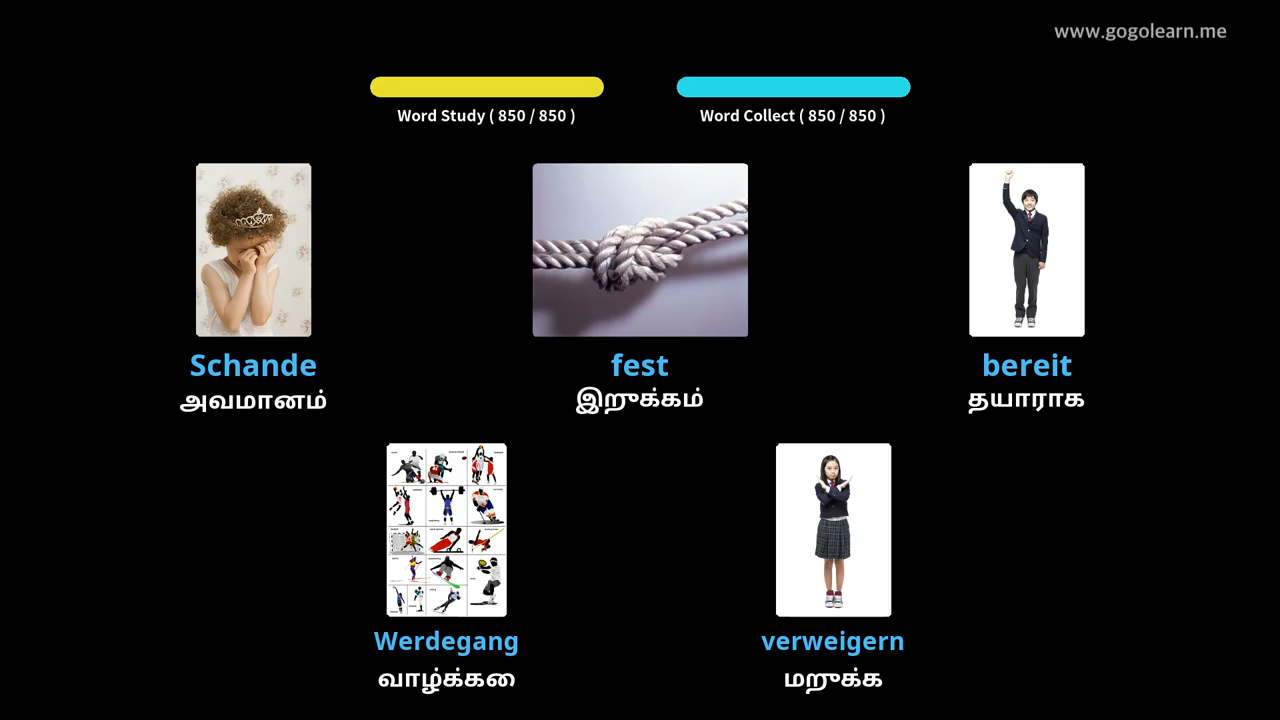 www.gogolearn.me
Word Study ( 850 / 850 )
Word Collect ( 850 / 850 )
Schande
fest
bereit
அவமானம்
இறுக்கம்
தயாராக
Werdegang
verweigern
வாழ்க்கை
மறுக்க